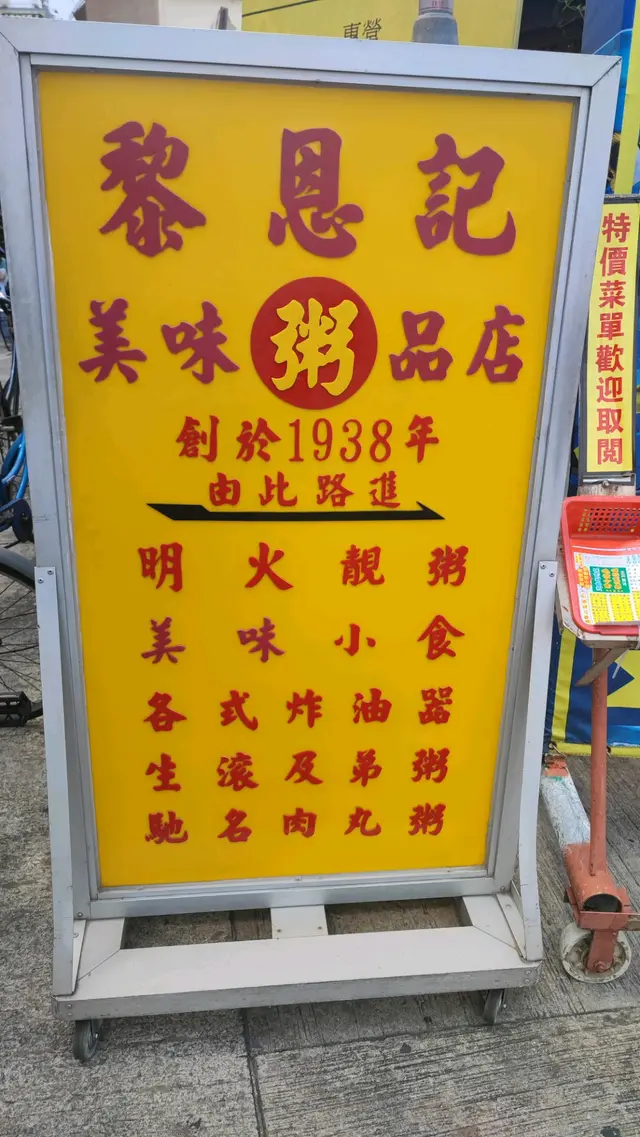 東營
黎恩記
美味粥品店
創於1938年
由此路進
明火靚粥
美味小食
各式炸油器
生滾及弟粥
馳名肉丸粥
特價菜單歡迎取閱